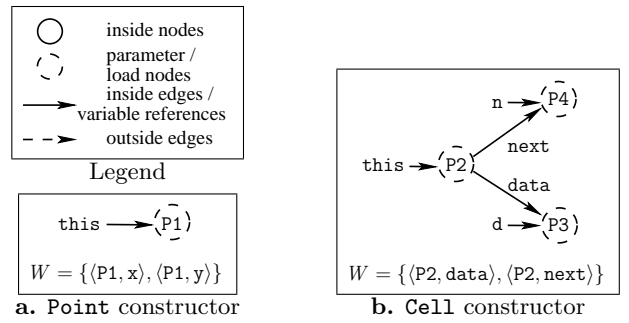 inside nodes
parameter /
load nodes
inside edges /
variable references
outside edges
Legend
this P1
W = {⟨P1, x⟩, ⟨P1, y⟩}
a. Point constructor
n P4
next
this P2
data
d P3
W = {⟨P2, data⟩, ⟨P2, next⟩}
b. Cell constructor